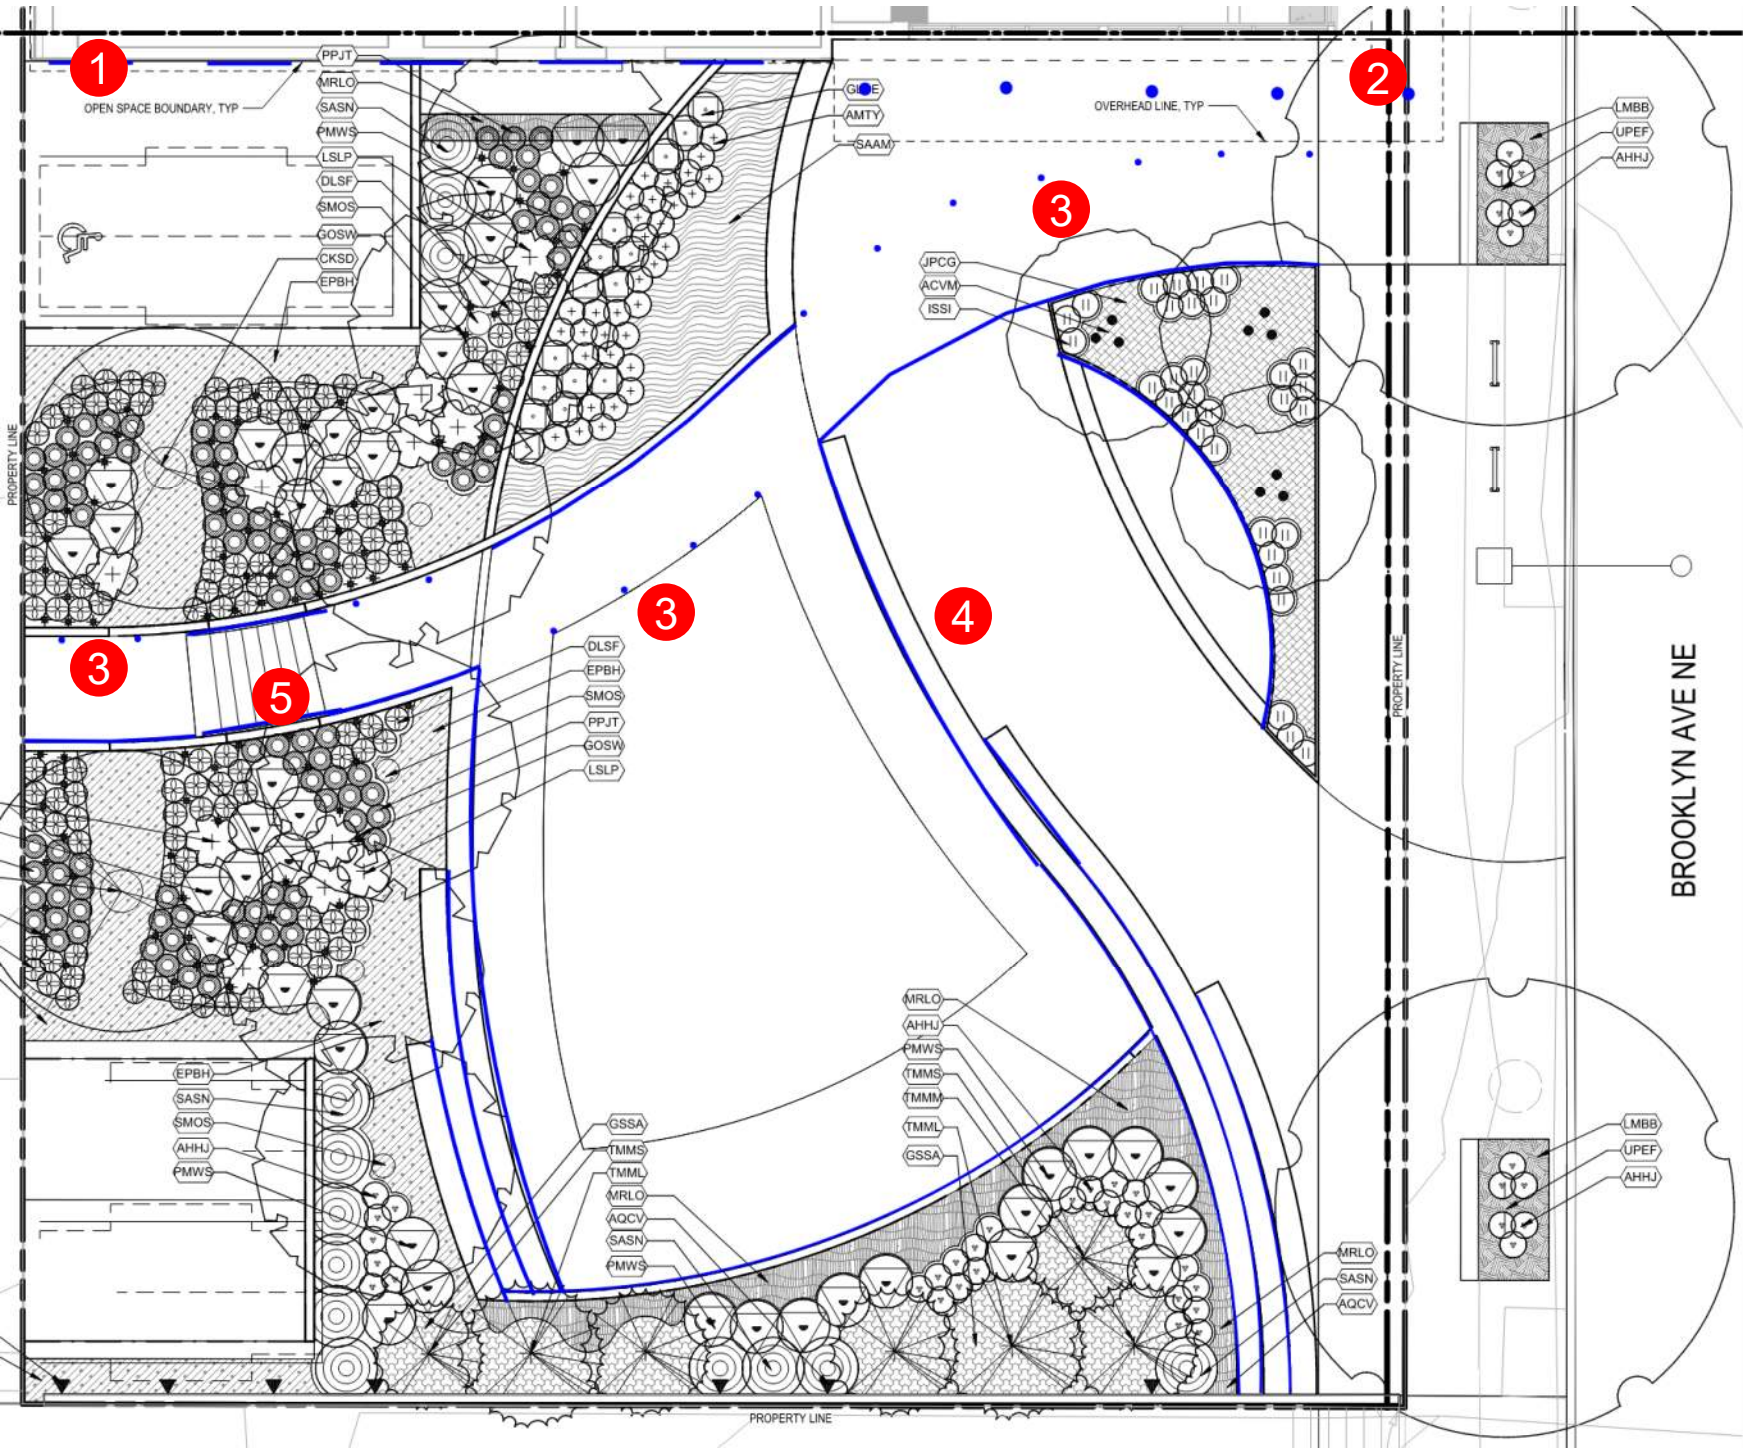 1
OPEN SPACE BOUNDARY, TYP
PPJT
MRLO
SASN
PMWS
LSLP
DLSF
SMOS
GOSW
CKSD
EPBH
AMTY
SAAM
OVERHEAD LINE, TYP
2
LMBB
UPEF
AHHJ
3
JPCG
ACVM
ISSI
PROPERTY LINE
3
5
3
4
DLSF
EPBH
SMOS
PPJT
GOSW
LSLP
PROPERTY LINE
BROOKLYN AVE NE
EPBH
SASN
SMOS
AHHJ
PMWS
GSSA
TMMS
TMML
MRLO
AQCV
SASN
PMWS
MRLO
AHHJ
PMWS
TMMS
TMMM
TMML
GSSA
LMBB
UPEF
AHHJ
MRLO
SASN
AQCV
PROPERTY LINE